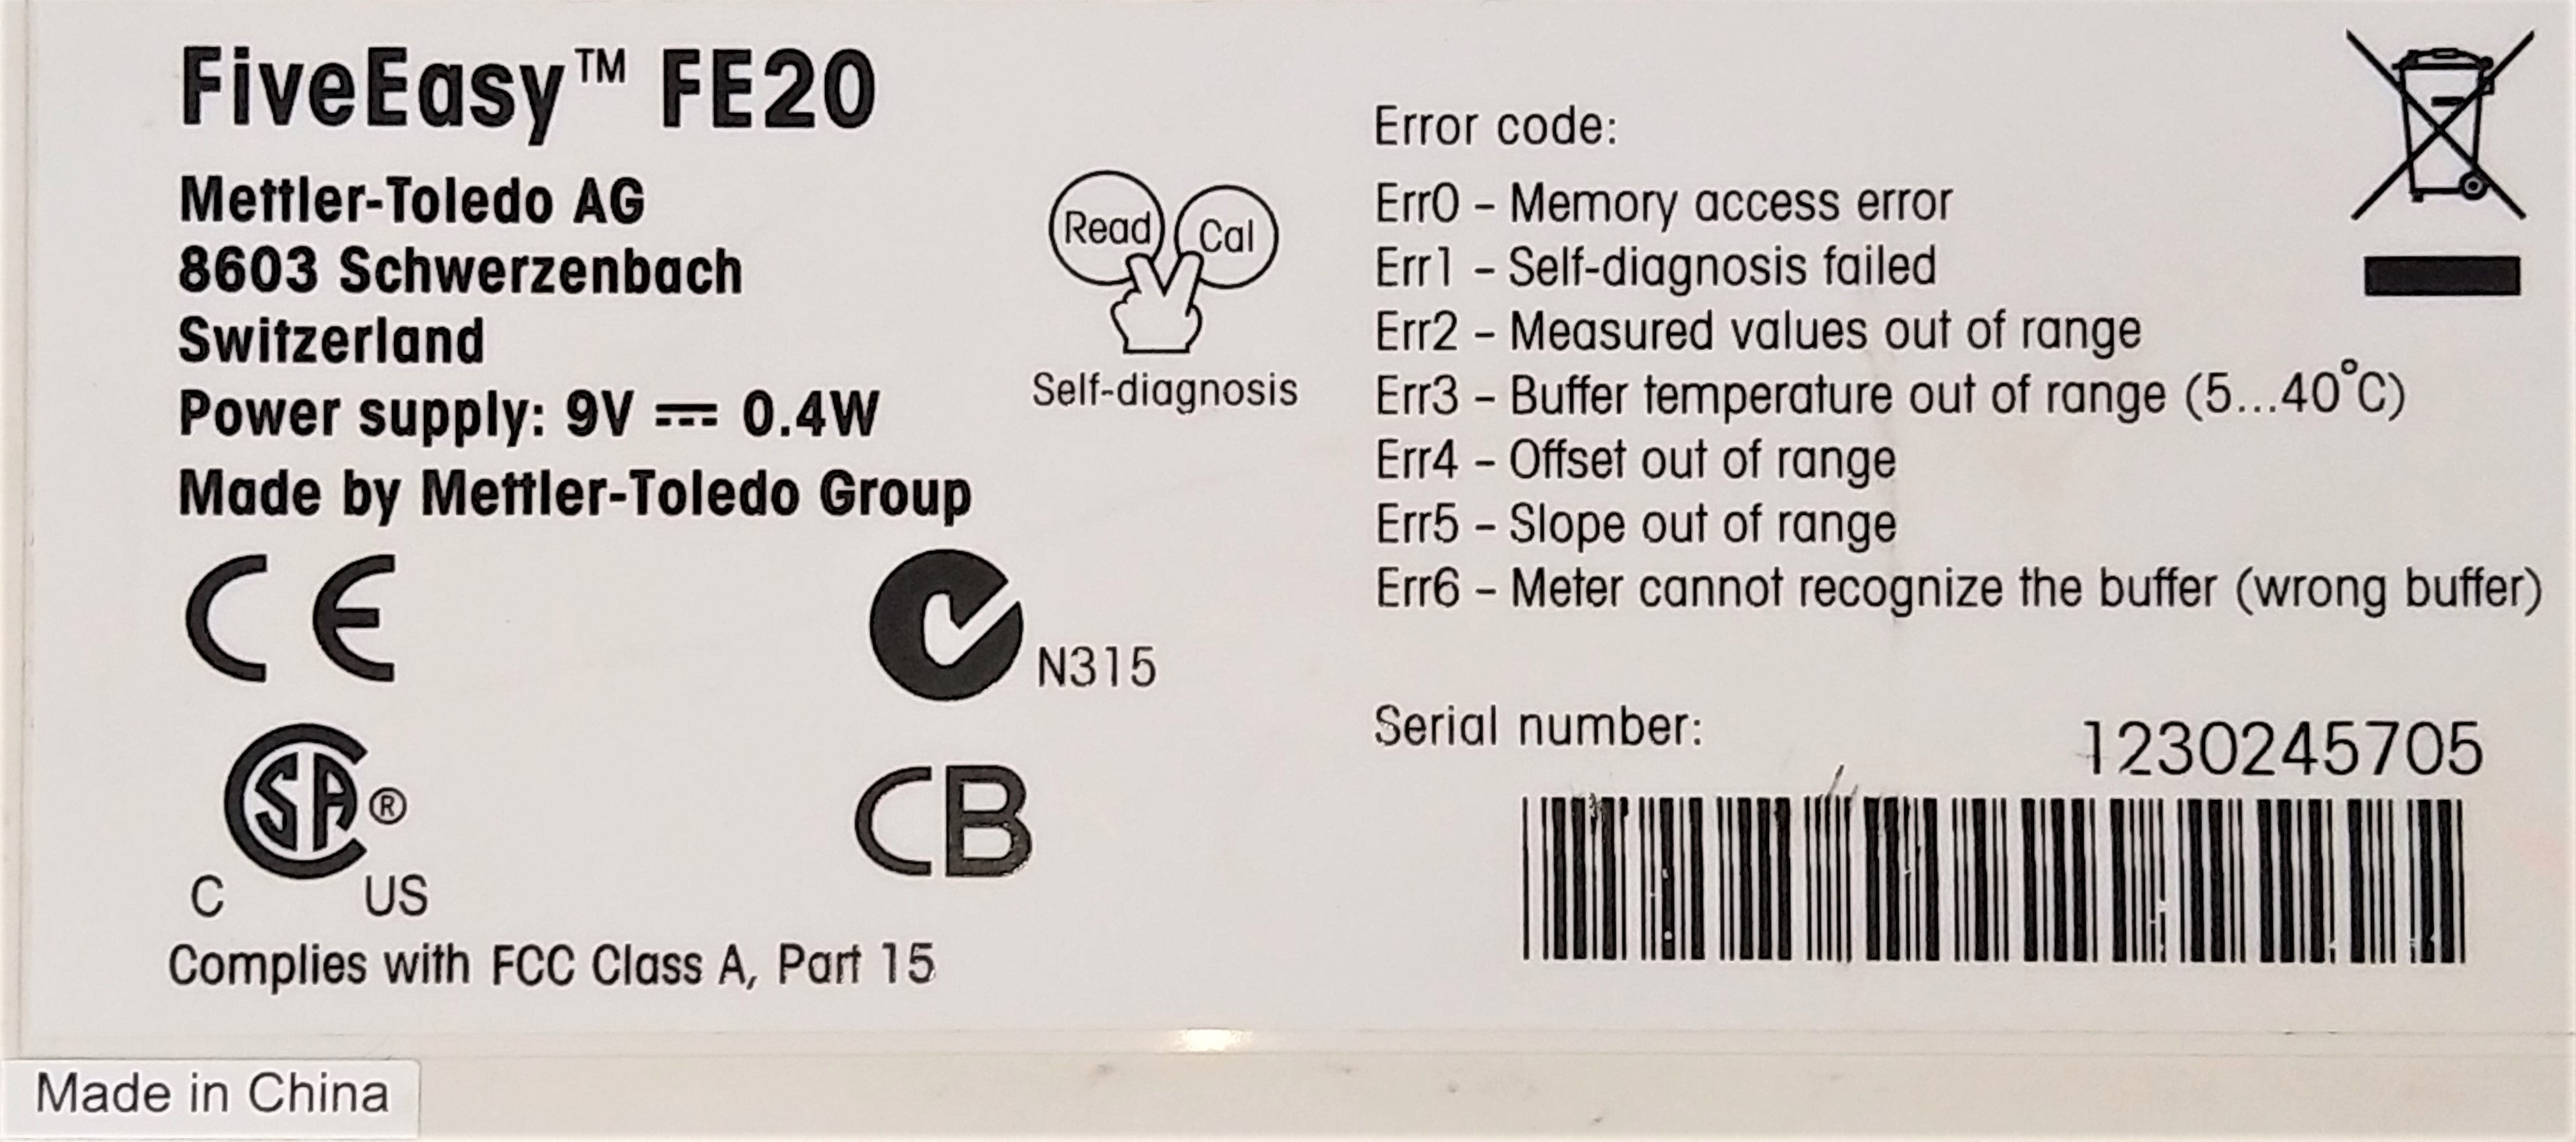 FiveEasy™ FE20
Mettler-Toledo AG
8603 Schwerzenbach
Switzerland
Power supply: 9V ⎓ 0.4W
Made by Mettler-Toledo Group
CE
N315
CSA®
C US
CB
Complies with FCC Class A, Part 15
Read Cal
Self-diagnosis
Error code:
Err0 – Memory access error
Err1 – Self-diagnosis failed
Err2 – Measured values out of range
Err3 – Buffer temperature out of range (5...40°C)
Err4 – Offset out of range
Err5 – Slope out of range
Err6 – Meter cannot recognize the buffer (wrong buffer)
Serial number:
1230245705
Made in China